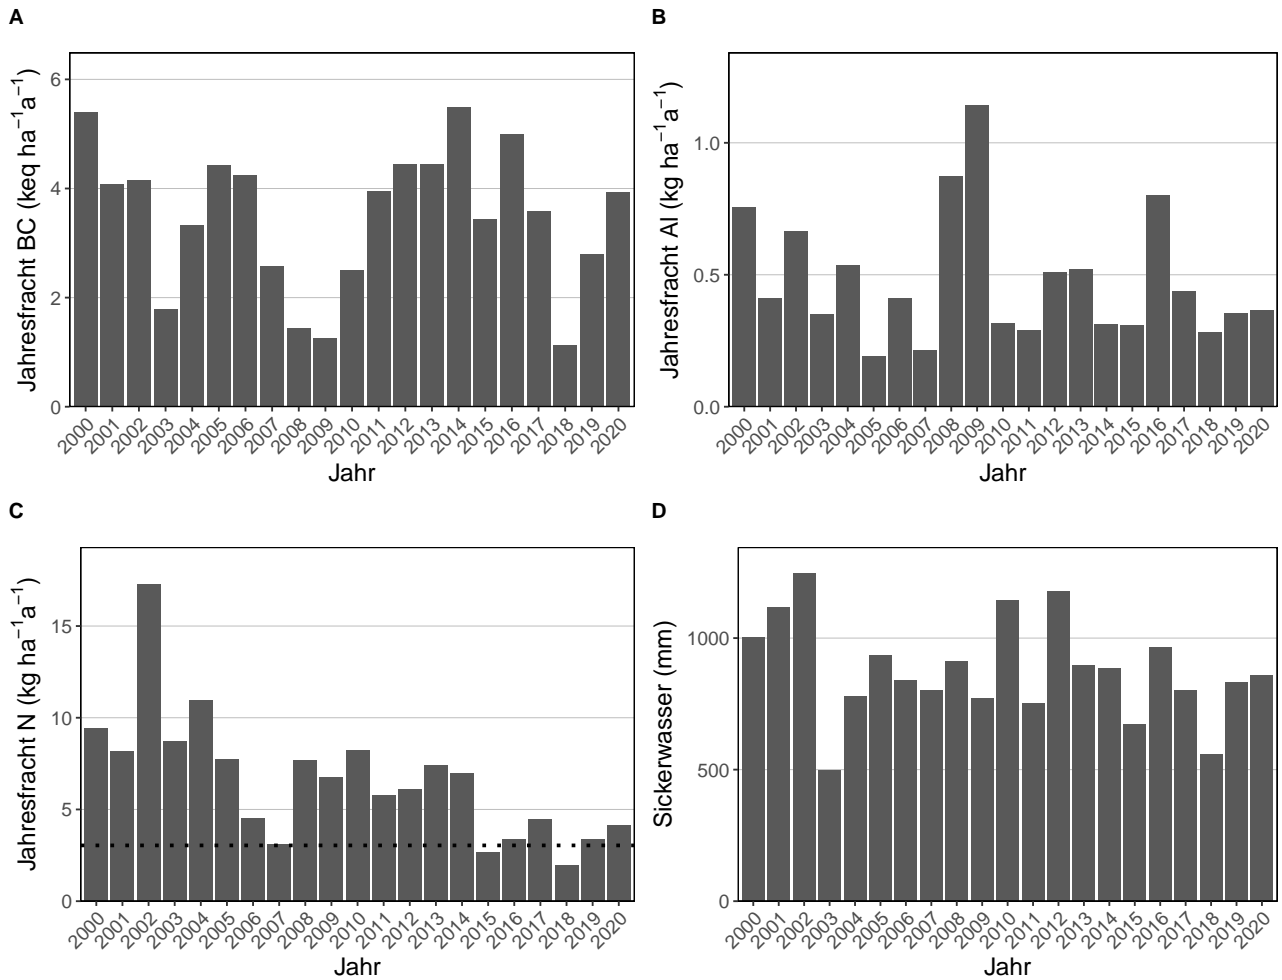 A
Jahresfracht BC (keq ha⁻¹a⁻¹)
6
4
2
0
2000 2001 2002 2003 2004 2005 2006 2007 2008 2009 2010 2011 2012 2013 2014 2015 2016 2017 2018 2019 2020
Jahr
B
Jahresfracht Al (kg ha⁻¹a⁻¹)
1.0
0.5
0.0
2000 2001 2002 2003 2004 2005 2006 2007 2008 2009 2010 2011 2012 2013 2014 2015 2016 2017 2018 2019 2020
Jahr
C
Jahresfracht N (kg ha⁻¹a⁻¹)
15
10
5
0
2000 2001 2002 2003 2004 2005 2006 2007 2008 2009 2010 2011 2012 2013 2014 2015 2016 2017 2018 2019 2020
Jahr
D
Sickerwasser (mm)
1000
500
0
2000 2001 2002 2003 2004 2005 2006 2007 2008 2009 2010 2011 2012 2013 2014 2015 2016 2017 2018 2019 2020
Jahr